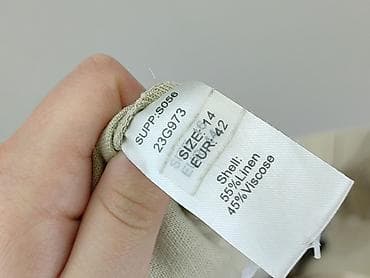 SUPP:S056
23G973
SIZE:14
EUR:42
Shell:
55%Linen
45%Viscose